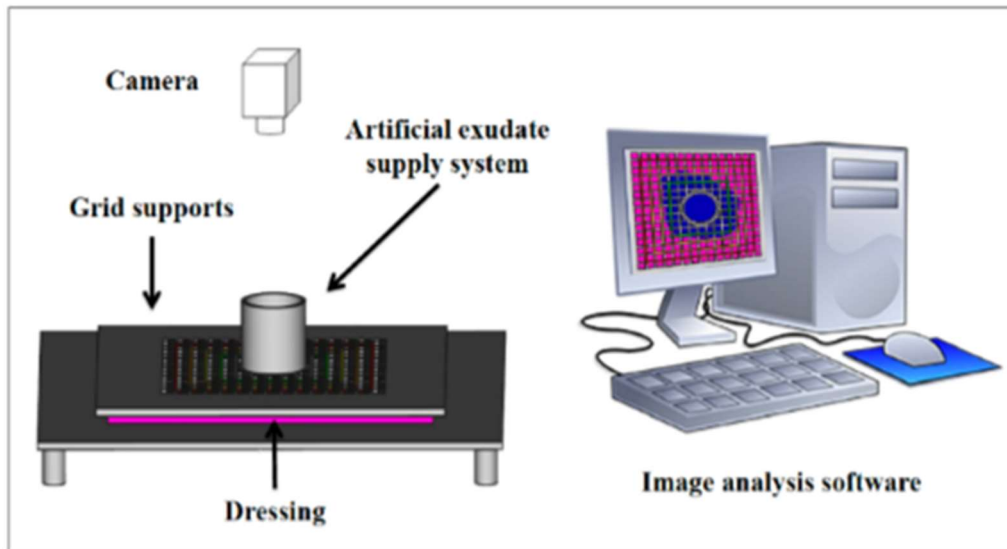 Camera
Artificial exudate
supply system
Grid supports
Dressing
Image analysis software